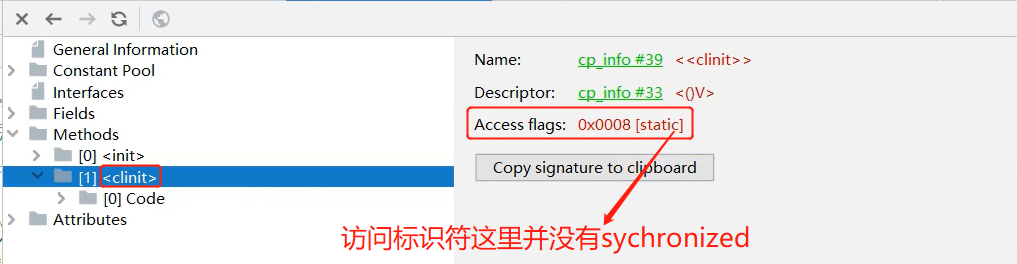 General Information
Constant Pool
Interfaces
Fields
Methods
[0] <init>
[1] <clinit>
[0] Code
Attributes
Name: cp_info #39 <<clinit>>
Descriptor: cp_info #33 <()V>
Access flags: 0x0008 [static]
Copy signature to clipboard
访问标识符这里并没有sychronized